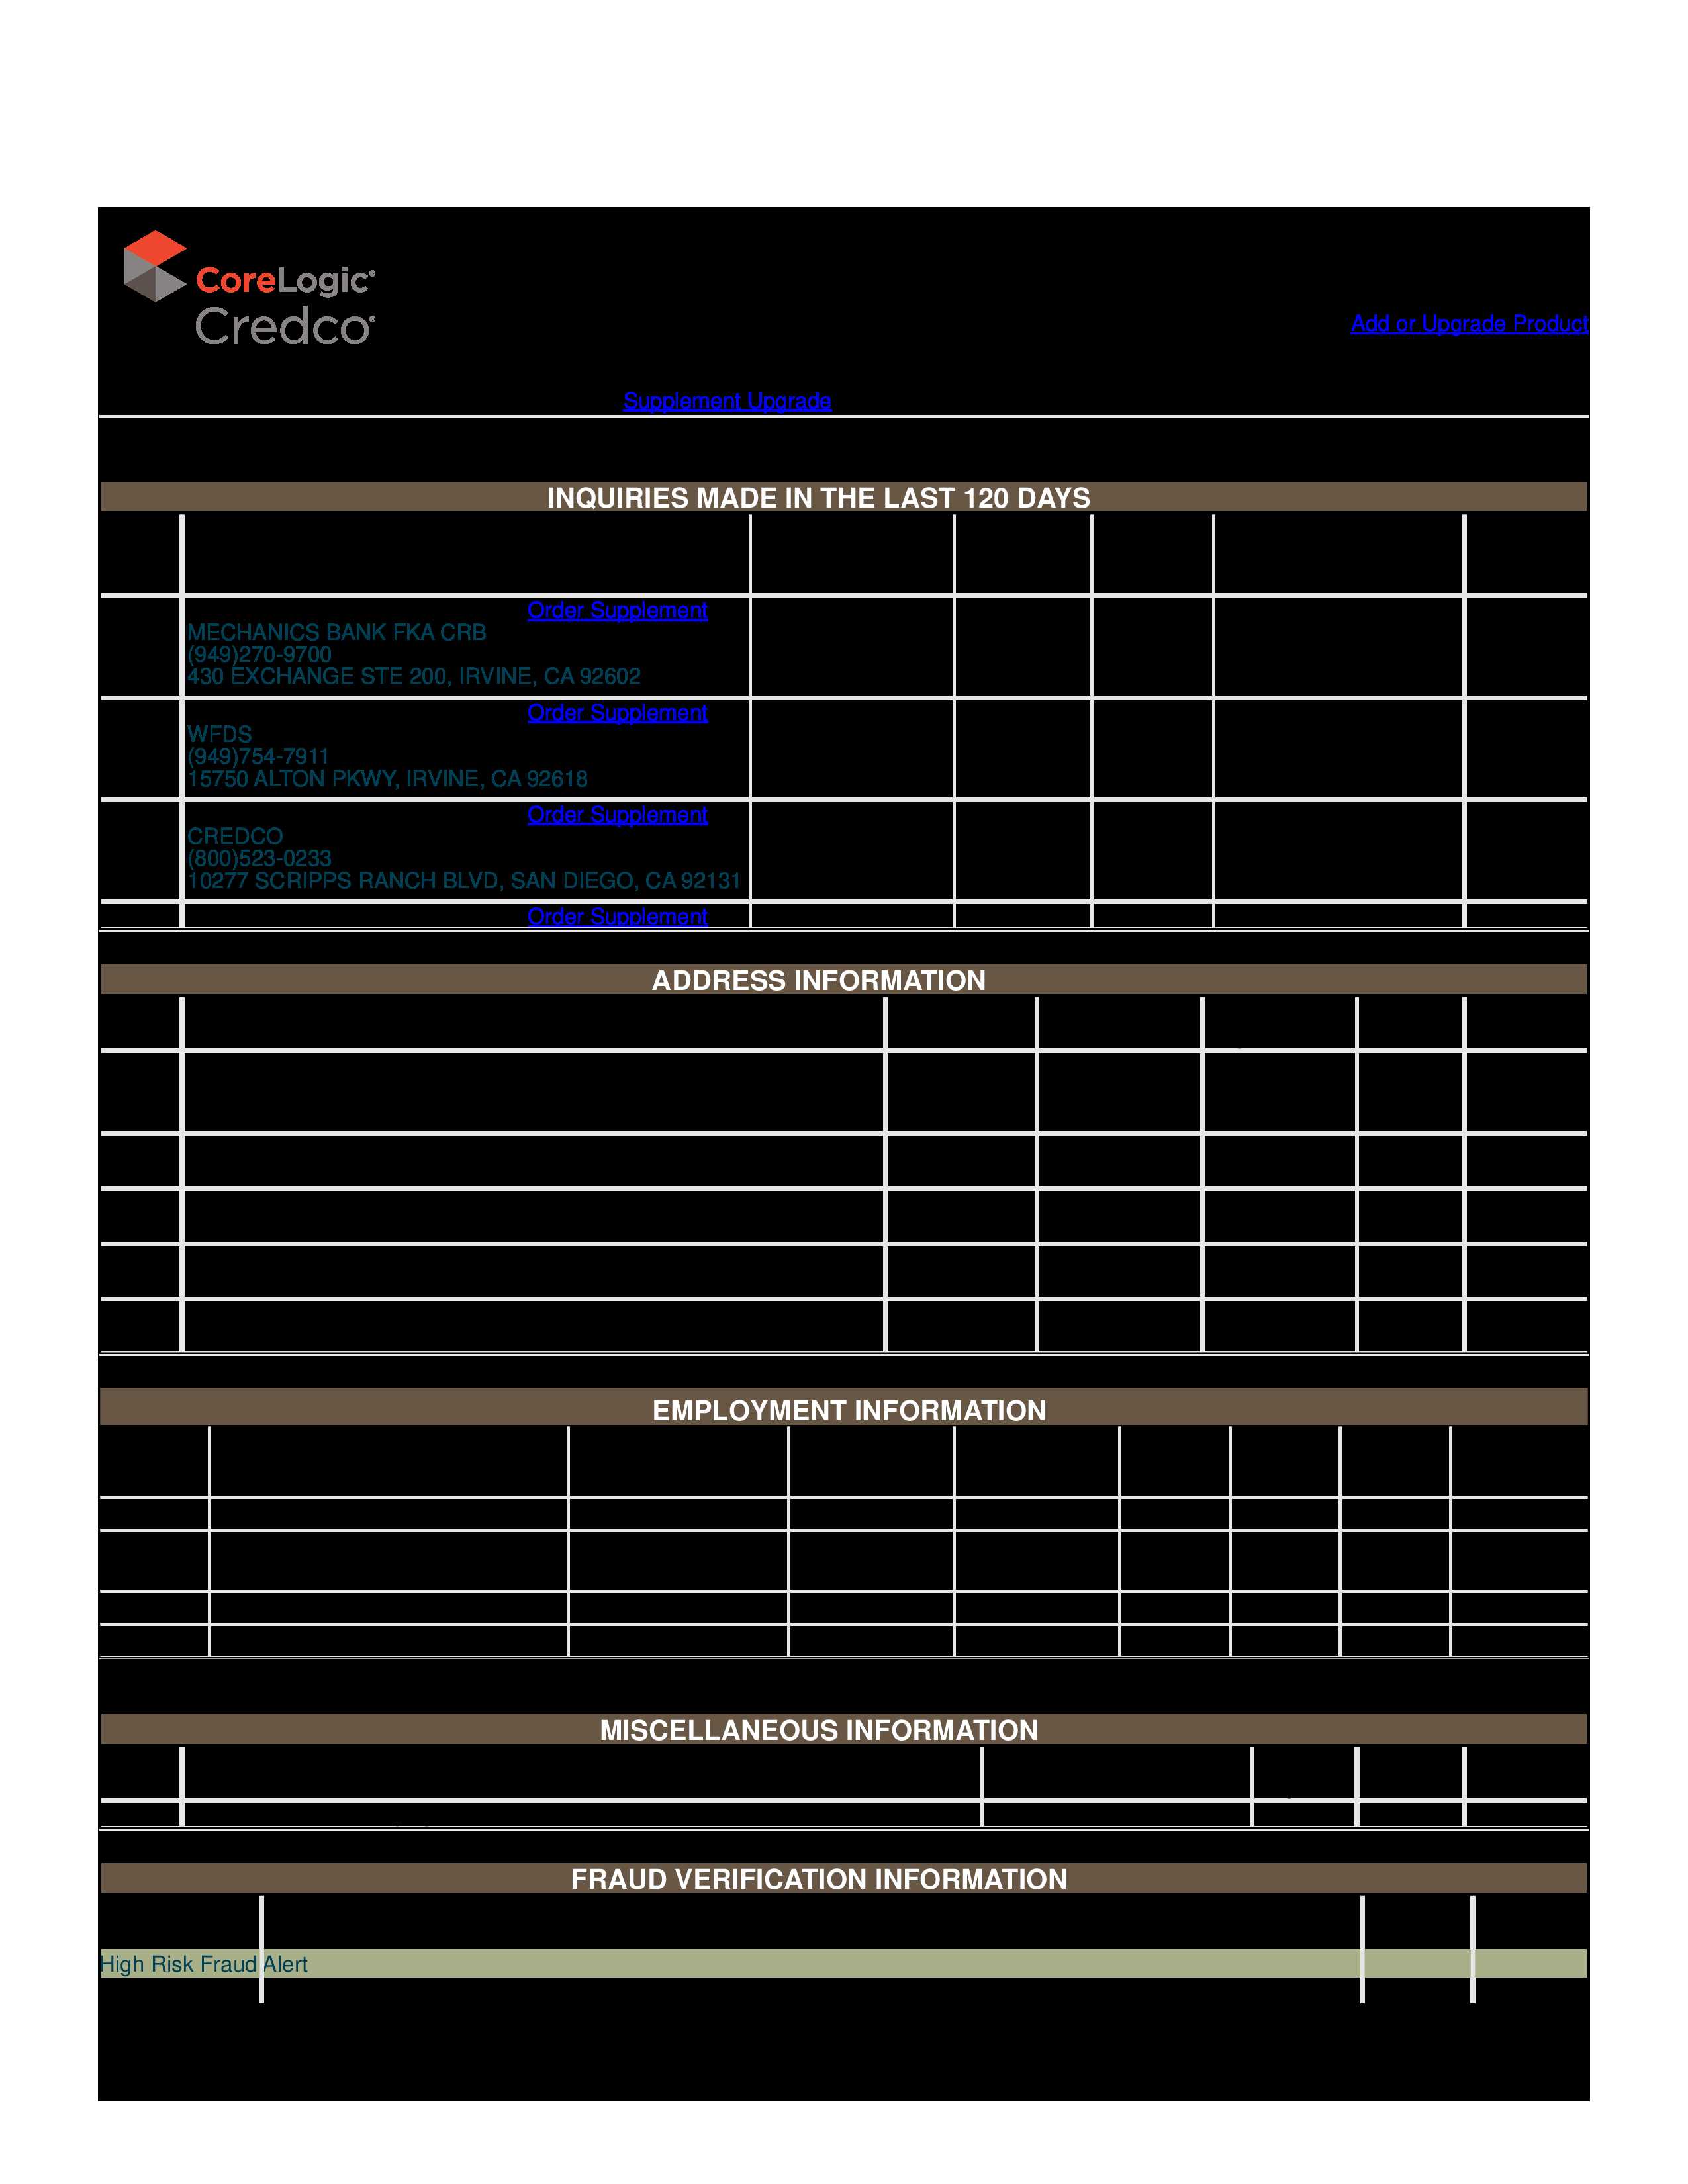 CoreLogic®
Credco®
Add or Upgrade Product
Supplement Upgrade
INQUIRIES MADE IN THE LAST 120 DAYS
Order Supplement
MECHANICS BANK FKA CRB
(949)270-9700
430 EXCHANGE STE 200, IRVINE, CA 92602
Order Supplement
WFDS
(949)754-7911
15750 ALTON PKWY, IRVINE, CA 92618
Order Supplement
CREDCO
(800)523-0233
10277 SCRIPPS RANCH BLVD, SAN DIEGO, CA 92131
Order Supplement
ADDRESS INFORMATION
EMPLOYMENT INFORMATION
MISCELLANEOUS INFORMATION
FRAUD VERIFICATION INFORMATION
High Risk Fraud Alert